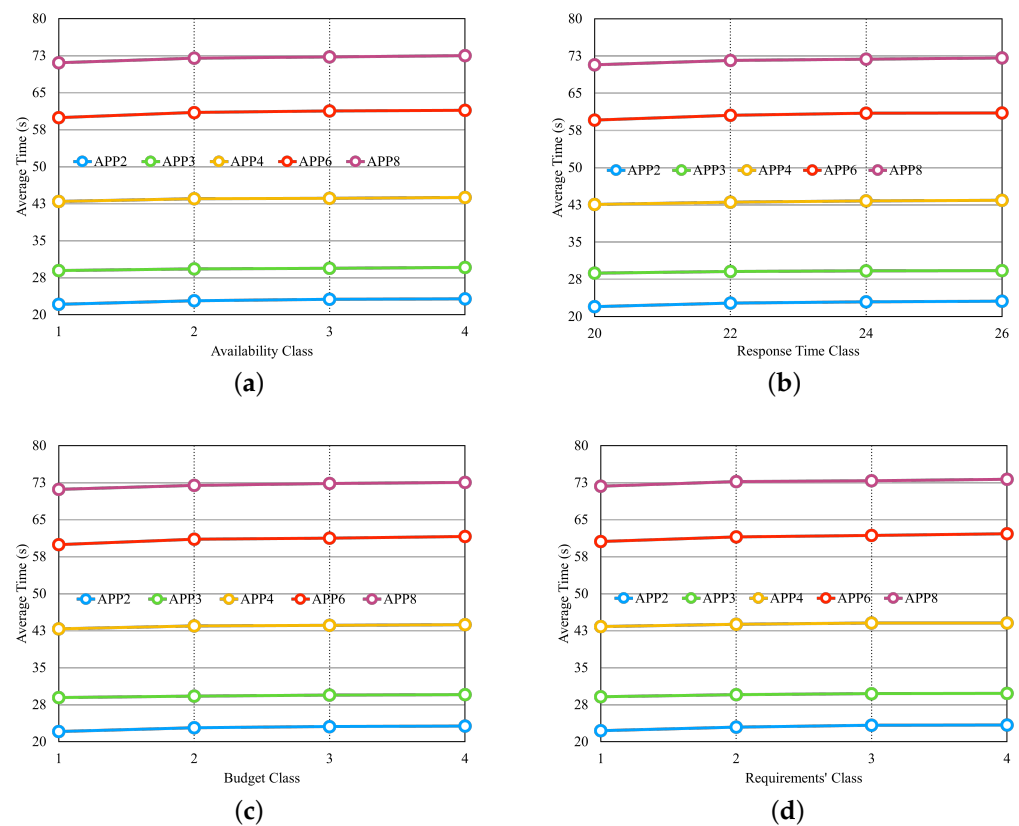 80
73
65
58
50
43
35
28
20
Average Time (s)
APP2 APP3 APP4 APP6 APP8
1 2 3 4
Availability Class
(a)
80
73
65
58
50
43
35
28
20
Average Time (s)
APP2 APP3 APP4 APP6 APP8
20 22 24 26
Response Time Class
(b)
80
73
65
58
50
43
35
28
20
Average Time (s)
APP2 APP3 APP4 APP6 APP8
1 2 3 4
Budget Class
(c)
80
73
65
58
50
43
35
28
20
Average Time (s)
APP2 APP3 APP4 APP6 APP8
1 2 3 4
Requirements' Class
(d)